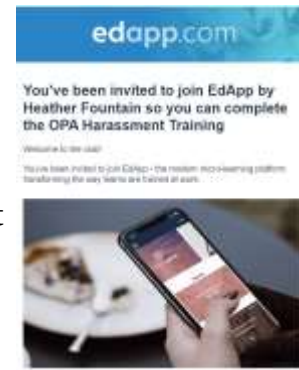 edapp.com
You've been invited to join EdApp by
Heather Fountain so you can complete
the OPA Harassment Training
Welcome to the club!
You've been invited to join EdApp - the modern micro-learning platform
transforming the way teams are trained at work.